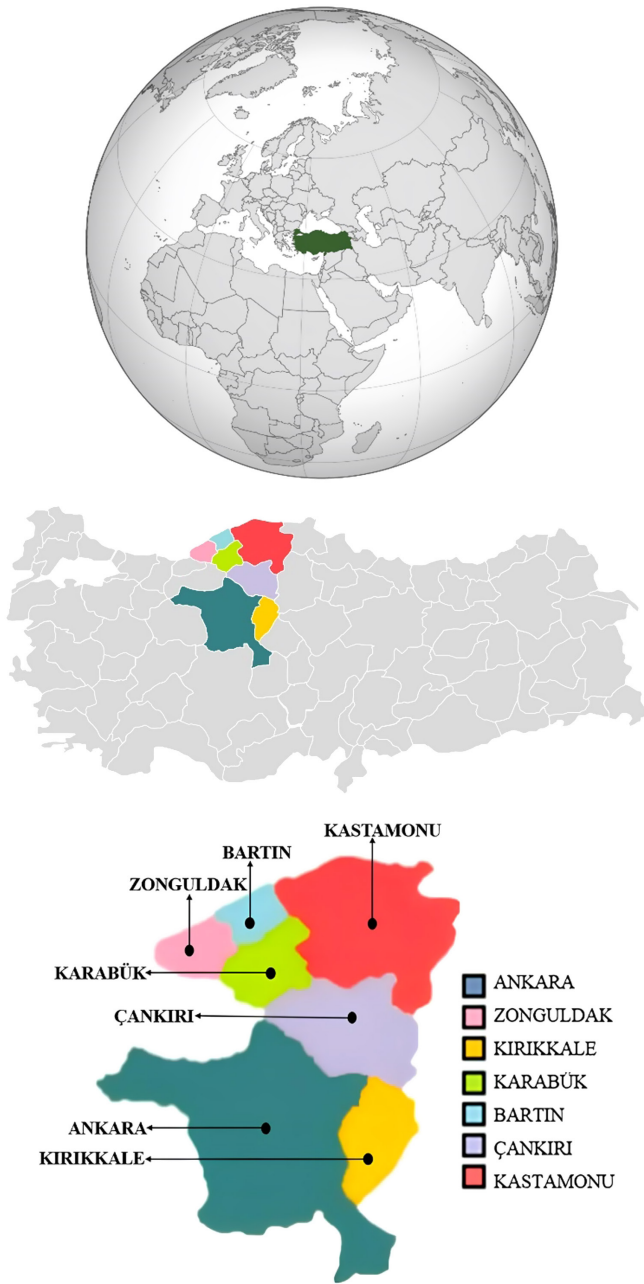 KASTAMONU
BARTIN
ZONGULDAK
KARABÜK
ÇANKIRI
ANKARA
KIRIKKALE
ANKARA
ZONGULDAK
KIRIKKALE
KARABÜK
BARTIN
ÇANKIRI
KASTAMONU